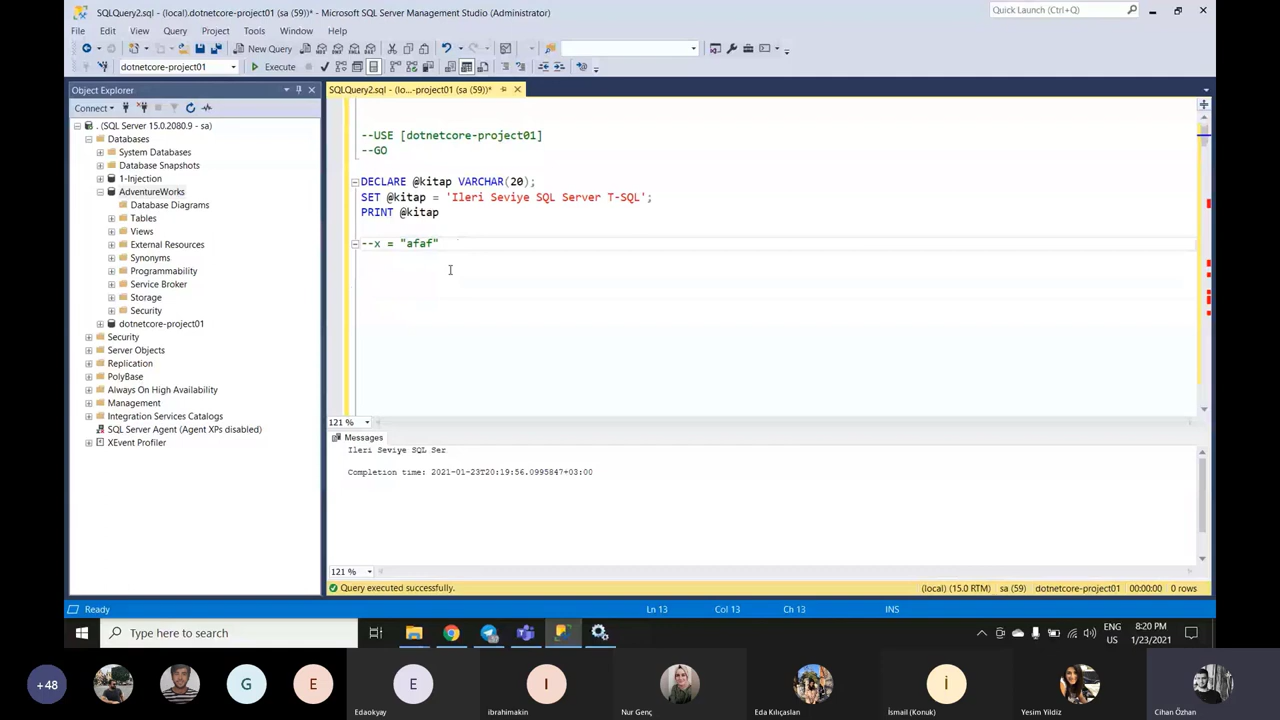 SQLQuery2.sql - (local).dotnetcore-project01 (sa (59))* - Microsoft SQL Server Management Studio (Administrator)
Quick Launch (Ctrl+Q)
File Edit View Query Project Tools Window Help
New Query
dotnetcore-project01 Execute
Object Explorer
SQLQuery2.sql - (lo...-project01 (sa (59))*
Connect
. (SQL Server 15.0.2080.9 - sa)
Databases
System Databases
Database Snapshots
1-Injection
AdventureWorks
Database Diagrams
Tables
Views
External Resources
Synonyms
Programmability
Service Broker
Storage
Security
dotnetcore-project01
Security
Server Objects
Replication
PolyBase
Always On High Availability
Management
Integration Services Catalogs
SQL Server Agent (Agent XPs disabled)
XEvent Profiler
--USE [dotnetcore-project01]
--GO
DECLARE @kitap VARCHAR(20);
SET @kitap = 'Ileri Seviye SQL Server T-SQL';
PRINT @kitap
--x = "afaf"
121 %
Messages
Ileri Seviye SQL Ser
Completion time: 2021-01-23T20:19:56.0995847+03:00
121 %
Query executed successfully.
(local) (15.0 RTM) sa (59) dotnetcore-project01 00:00:00 0 rows
Ready
Ln 13 Col 13 Ch 13 INS
Type here to search
ENG
US
8:20 PM
1/23/2021
+48
G
E
E
I
İ
Edaokyay
ibrahimakin
Nur Genç
Eda Kılıçaslan
İsmail (Konuk)
Yesim Yildiz
Cihan Özhan